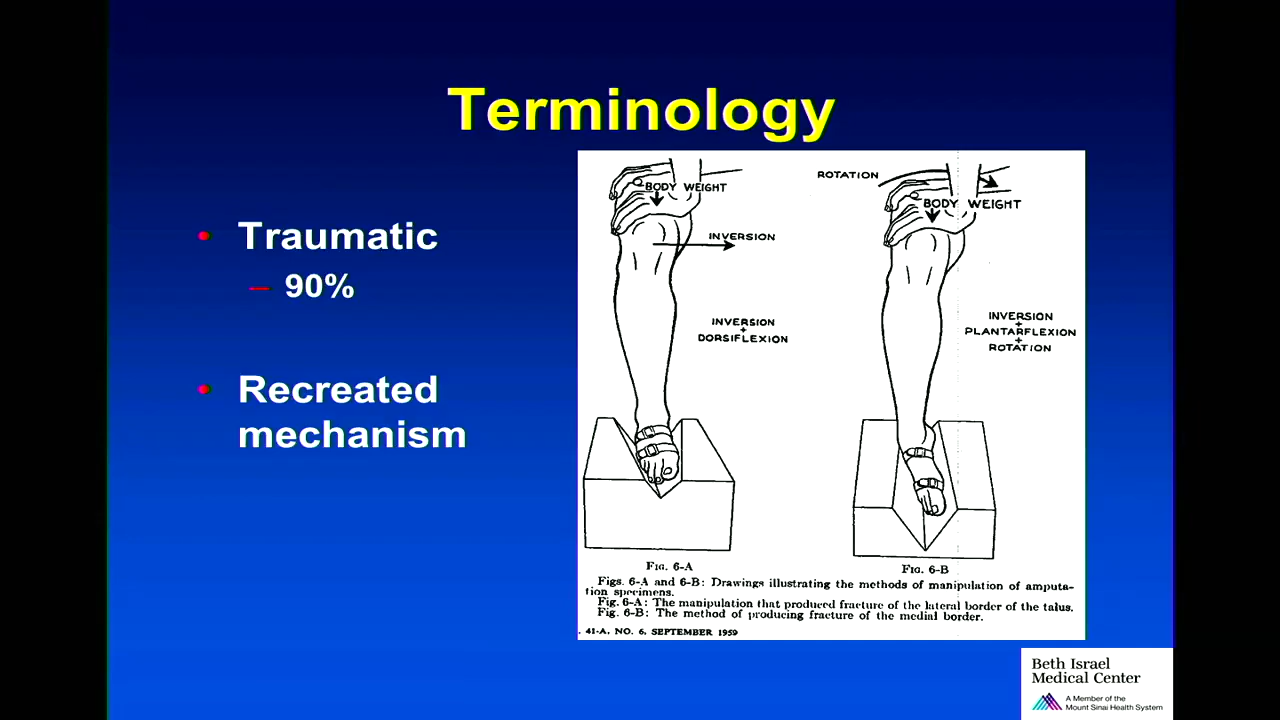 Terminology
• Traumatic
– 90%
• Recreated
mechanism
BODY WEIGHT
INVERSION
INVERSION
+
DORSIFLEXION
ROTATION
BODY WEIGHT
INVERSION
+
PLANTARFLEXION
+
ROTATION
FIG. 6-A
FIG. 6-B
Figs. 6-A and 6-B: Drawings illustrating the methods of manipulation of amputa-
tion specimens.
Fig. 6-A: The manipulation that produced fracture of the lateral border of the talus.
Fig. 6-B: The method of producing fracture of the medial border.
. 41-A, NO. 6, SEPTEMBER 1959
Beth Israel
Medical Center
A Member of the
Mount Sinai Health System